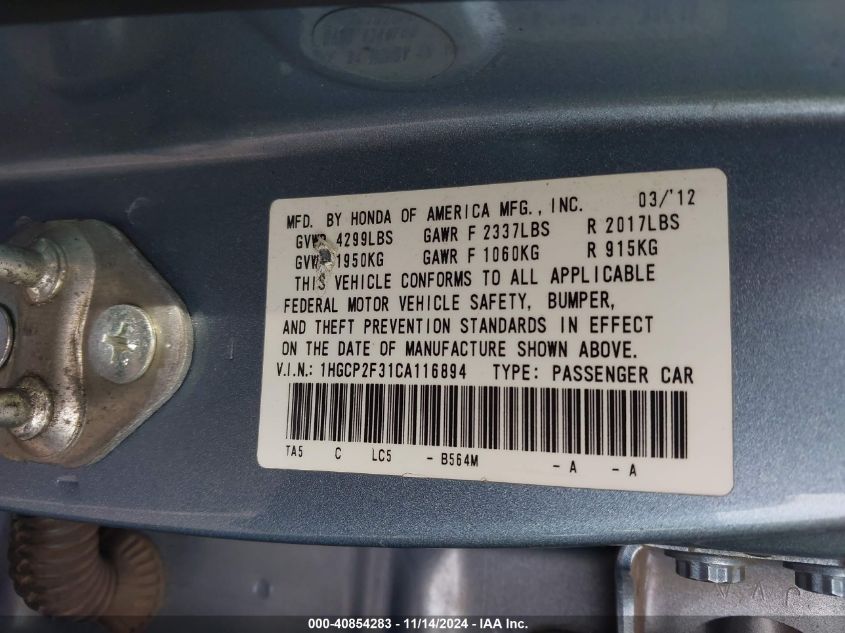 MFD. BY HONDA OF AMERICA MFG., INC. 03/'12
GVWR 4299LBS GAWR F 2337LBS R 2017LBS
GVWR 1950KG GAWR F 1060KG R 915KG
THIS VEHICLE CONFORMS TO ALL APPLICABLE
FEDERAL MOTOR VEHICLE SAFETY, BUMPER,
AND THEFT PREVENTION STANDARDS IN EFFECT
ON THE DATE OF MANUFACTURE SHOWN ABOVE.
V.I.N.: 1HGCP2F31CA116894 TYPE: PASSENGER CAR
TA5 C LC5 - B564M - A - A
000-40854283 - 11/14/2024 - IAA Inc.